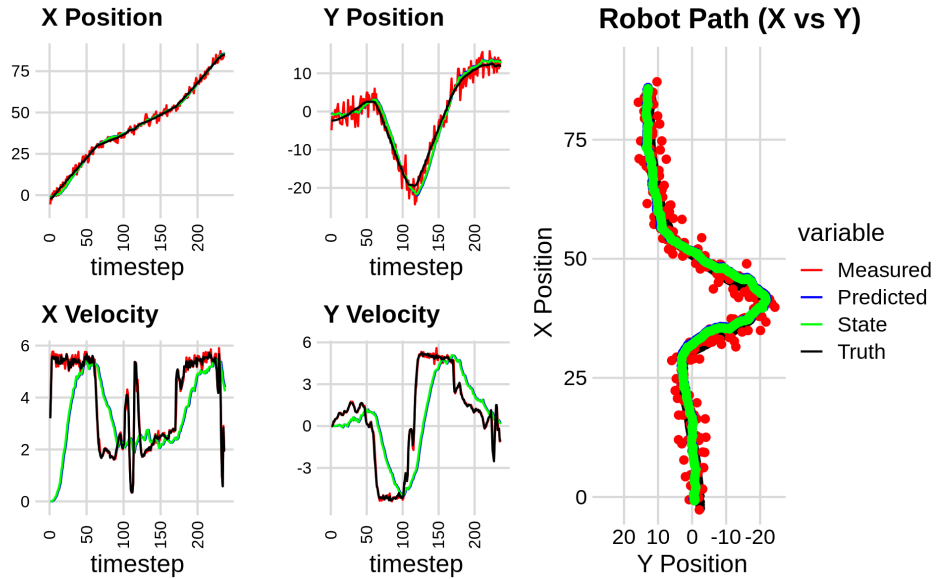 X Position
75
50
25
0
0
50
100
150
200
timestep
Y Position
10
0
-10
-20
0
50
100
150
200
timestep
X Velocity
6
4
2
0
0
50
100
150
200
timestep
Y Velocity
6
3
0
-3
0
50
100
150
200
timestep
Robot Path (X vs Y)
X Position
75
50
25
0
20 10 0 -10 -20
Y Position
variable
Measured
Predicted
State
Truth